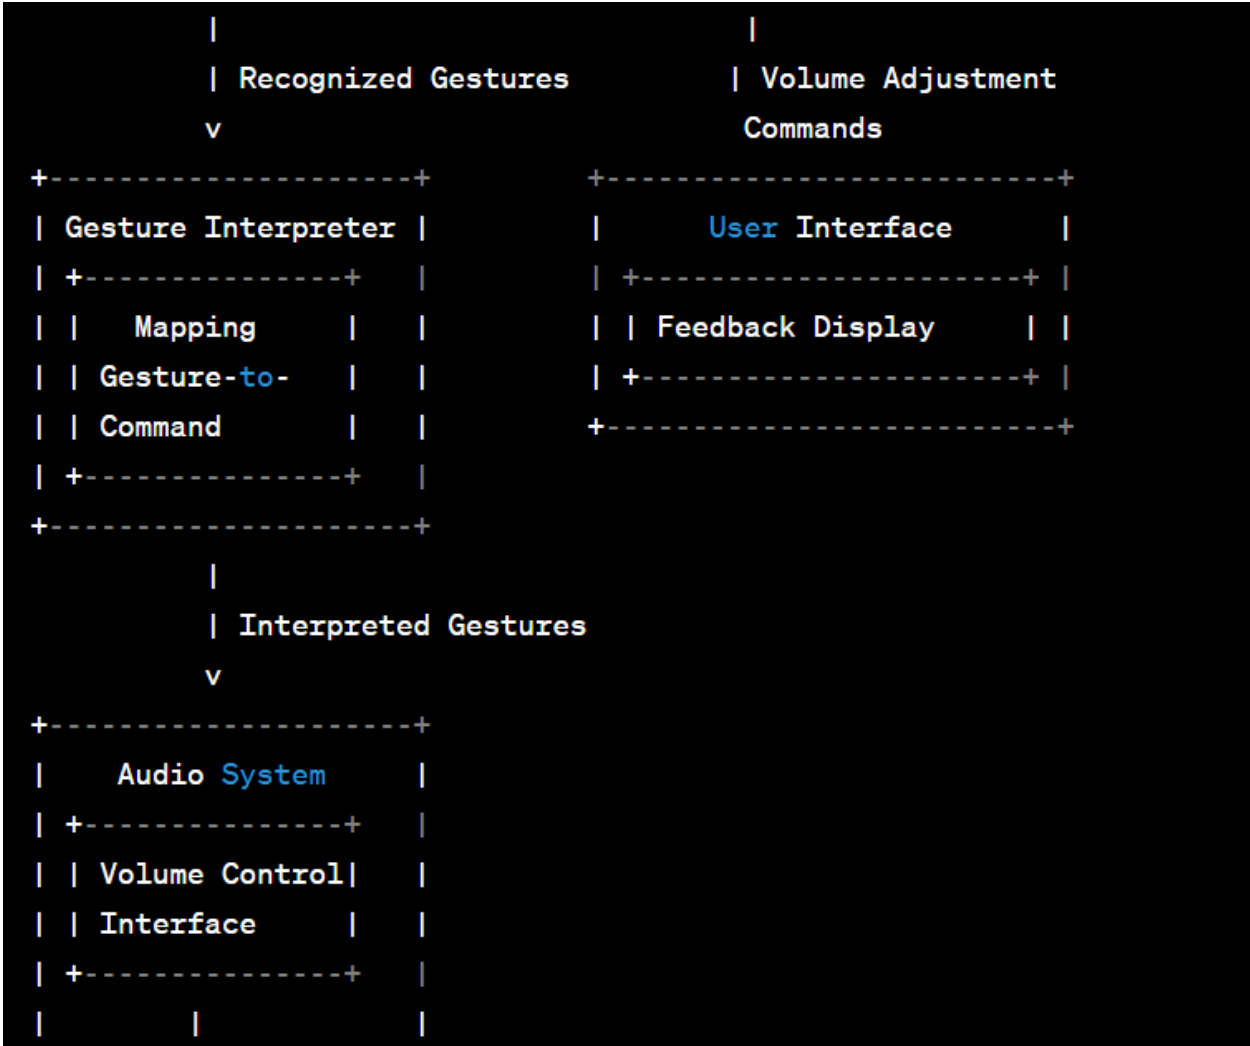 |                              |
         | Recognized Gestures         | Volume Adjustment
         v                              Commands
+---------------------+         +--------------------------+
| Gesture Interpreter |         |      User Interface      |
| +---------------+   |         | +----------------------+ |
| |   Mapping     |   |         | | Feedback Display     | |
| | Gesture-to-   |   |         | +----------------------+ |
| | Command       |   |         +--------------------------+
| +---------------+   |
+---------------------+
          |
          | Interpreted Gestures
          v
+---------------------+
|    Audio System     |
| +---------------+   |
| | Volume Control|   |
| | Interface     |   |
| +---------------+   |
|        |            |